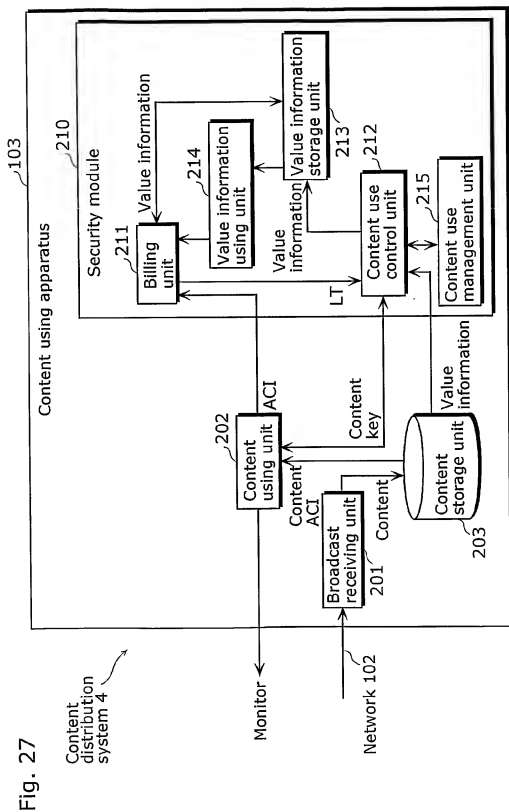 Fig. 27
Content
distribution
system 4
103
Content using apparatus
210
Security module
211
Billing
unit
Value information
214
Value information
using unit
Value information
storage unit
213
Value
information
212
Content use
control unit
LT
215
Content use
management unit
ACI
202
Content
using unit
Content
key
Content
ACI
Monitor
Broadcast
receiving unit
201
Content
Network 102
Content
storage unit
203
Value
information